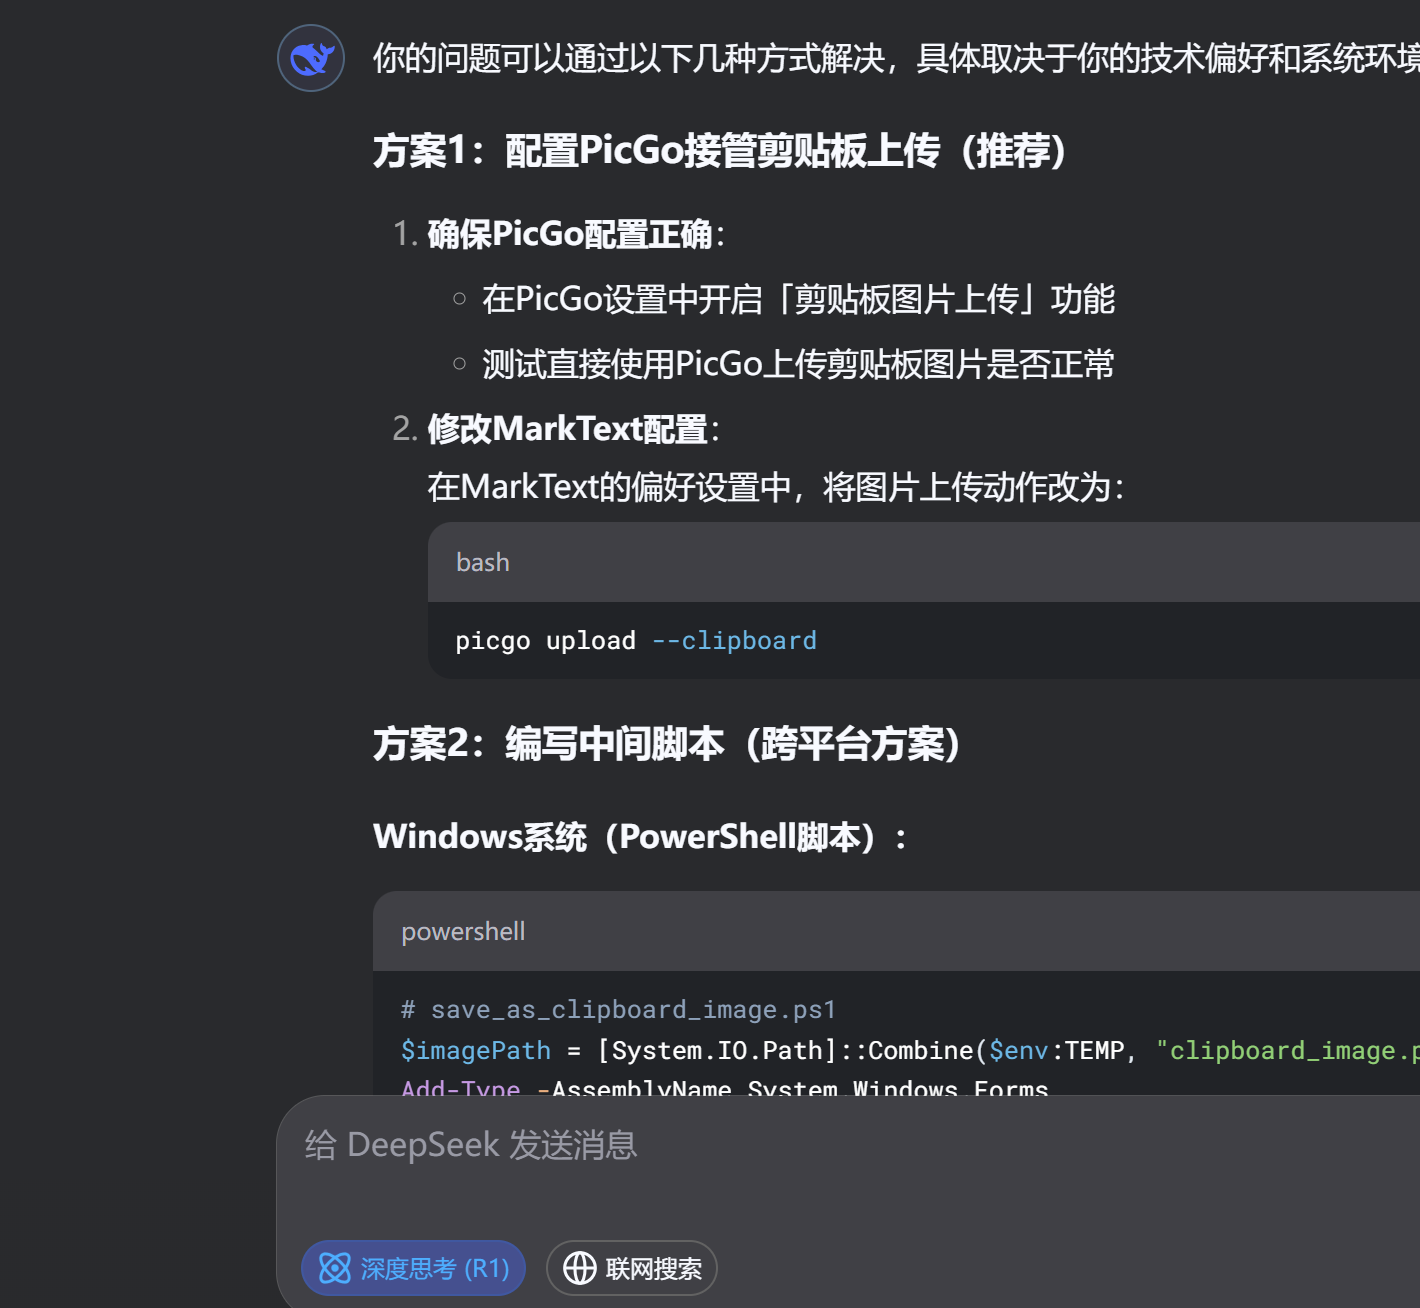 你的问题可以通过以下几种方式解决，具体取决于你的技术偏好和系统环境
方案1：配置PicGo接管剪贴板上传（推荐）
1. 确保PicGo配置正确：
○ 在PicGo设置中开启「剪贴板图片上传」功能
○ 测试直接使用PicGo上传剪贴板图片是否正常
2. 修改MarkText配置：
在MarkText的偏好设置中，将图片上传动作改为：
bash
picgo upload --clipboard
方案2：编写中间脚本（跨平台方案）
Windows系统（PowerShell脚本）：
powershell
# save_as_clipboard_image.ps1
$imagePath = [System.IO.Path]::Combine($env:TEMP, "clipboard_image.p
Add-Type -AssemblyName System.Windows.Forms
给 DeepSeek 发送消息
深度思考 (R1)
联网搜索